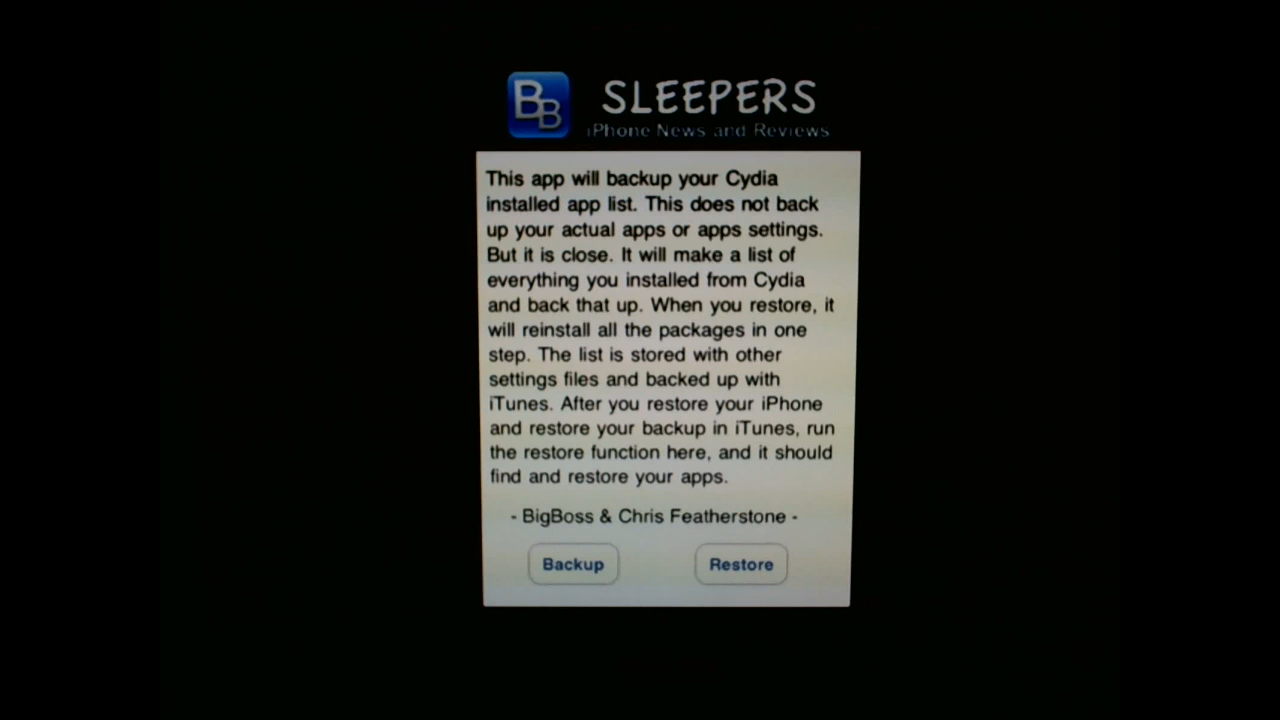 BB
SLEEPERS
iPhone News and Reviews
This app will backup your Cydia
installed app list. This does not back
up your actual apps or apps settings.
But it is close. It will make a list of
everything you installed from Cydia
and back that up. When you restore, it
will reinstall all the packages in one
step. The list is stored with other
settings files and backed up with
iTunes. After you restore your iPhone
and restore your backup in iTunes, run
the restore function here, and it should
find and restore your apps.
- BigBoss & Chris Featherstone -
Backup
Restore